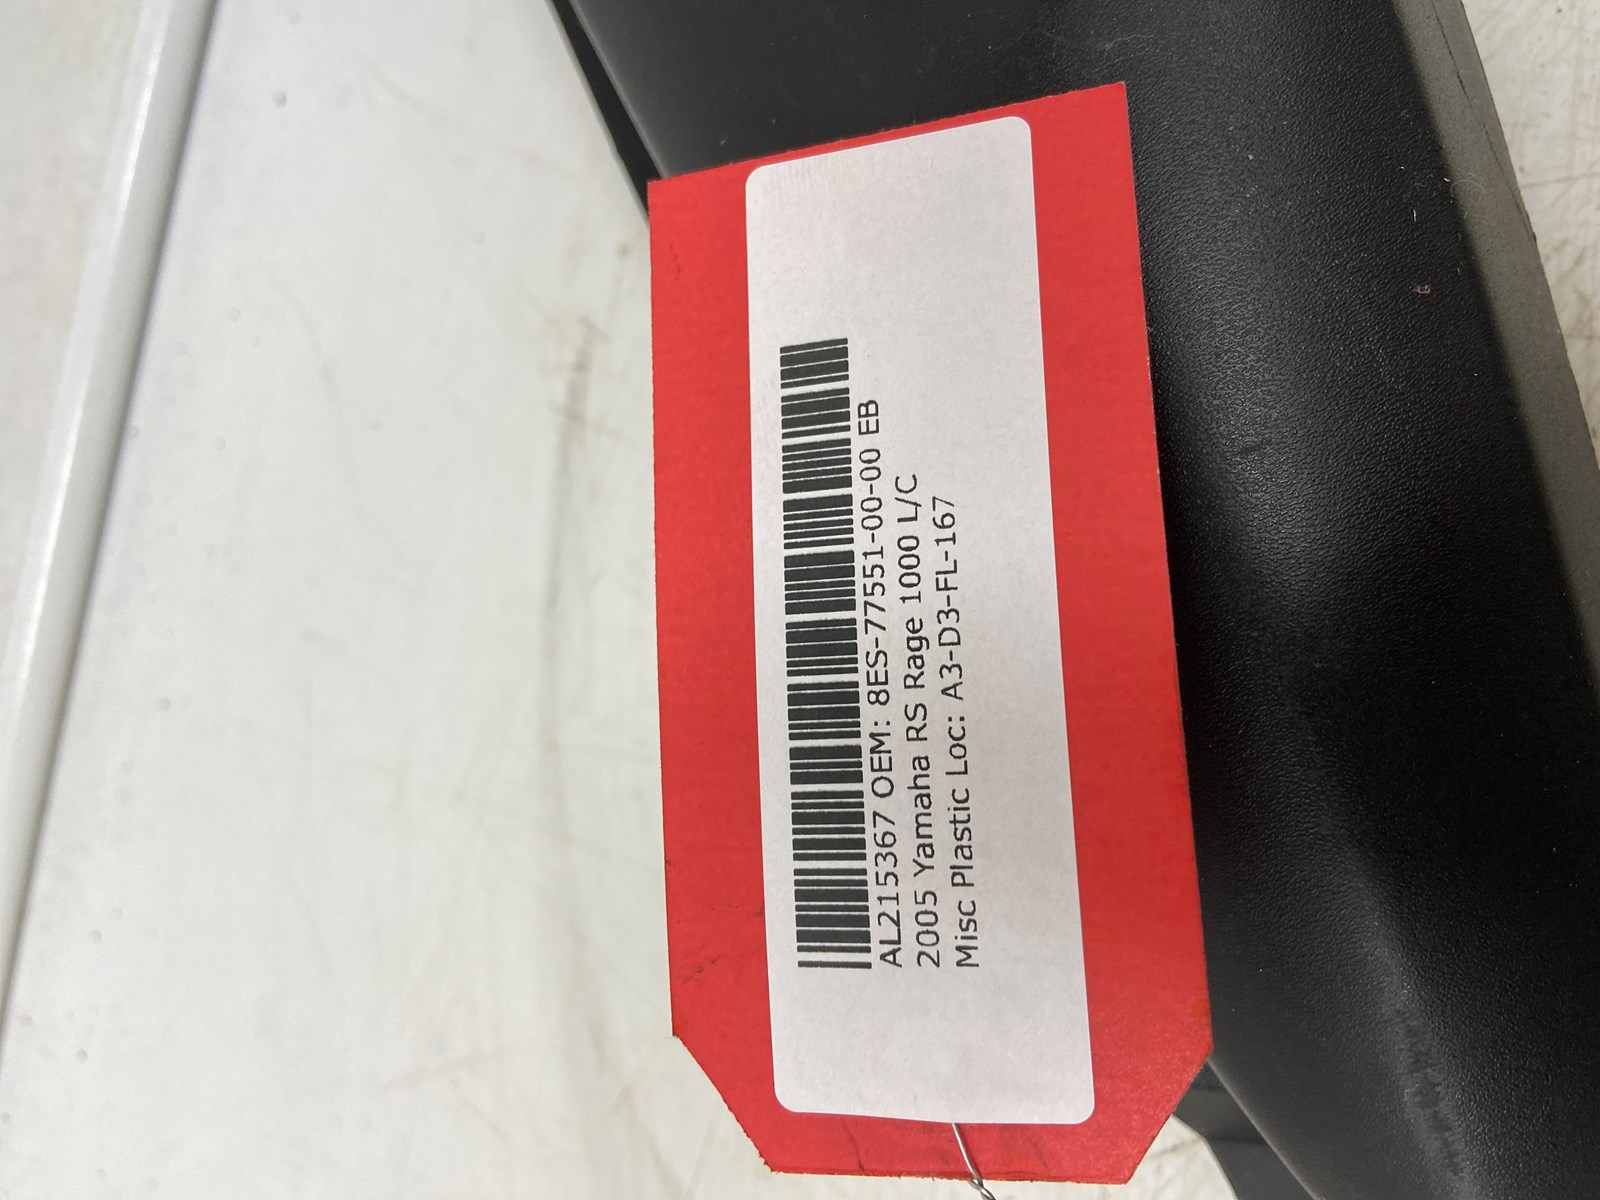 AL215367 OEM: 8ES-77551-00-00 EB
2005 Yamaha RS Rage 1000 L/C
Misc Plastic Loc: A3-D3-FL-167